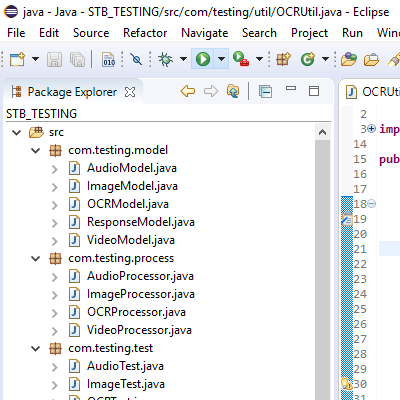 java - Java - STB_TESTING/src/com/testing/util/OCRUtil.java - Eclipse
File Edit Source Refactor Navigate Search Project Run Win
010
Package Explorer
OCRUti
STB_TESTING
src
com.testing.model
AudioModel.java
ImageModel.java
OCRModel.java
ResponseModel.java
VideoModel.java
com.testing.process
AudioProcessor.java
ImageProcessor.java
OCRProcessor.java
VideoProcessor.java
com.testing.test
AudioTest.java
ImageTest.java
2
3 imp
14
15 pub
16
17
18
19
20
21
22
23
24
25
26
27
28
29
30
31